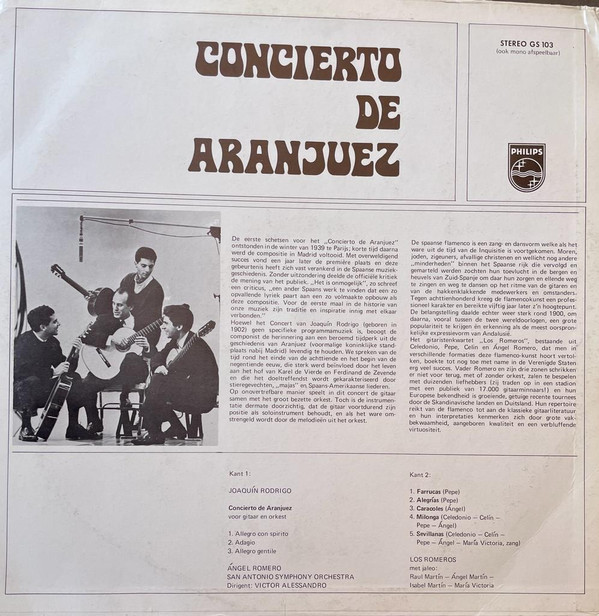 CONCIERTO
DE
ARANJUEZ
STEREO GS 103
(ook mono afspeelbaar)
PHILIPS
De eerste schetsen voor het „Concierto de Aranjuez”
ontstonden in de winter van 1939 te Parijs; korte tijd daarna
werd de compositie in Madrid voltooid. Met overweldigend
succes vond een jaar later de première plaats en deze
gebeurtenis heeft zich vast verankerd in de Spaanse muziek-
geschiedenis. Zonder uitzondering deelde de officiële kritiek
de mening van het publiek. „Het is onmogelijk”, zo schreef
een criticus, „een ander Spaans werk te vinden dat een zo
opvallende lyriek paart aan een zo volmaakte opbouw als
deze compositie. Voor de eerste maal in de historie van
onze muziek zijn traditie en inspiratie innig met elkaar
verbonden.”
Hoewel het Concert van Joaquín Rodrigo (geboren in
1902) geen specifieke programmamuziek is, beoogt de
componist de herinnering aan een beroemd tijdperk uit de
geschiedenis van Aranjuez (voormalige koninklijke stand-
plaats nabij Madrid) levendig te houden. We spreken van de
tijd rond het einde van de achttiende en het begin van de
negentiende eeuw, die sterk werd beïnvloed door het leven
aan het hof van Karel de Vierde en Ferdinand de Zevende
en die het doeltreffendst wordt gekarakteriseerd door
stieregevechten, „majas” en Spaans-Amerikaanse liederen.
Op onovertrefbare manier speelt in dit concert de gitaar
samen met het groot bezette orkest. Toch is de instrumen-
tatie dermate doorzichtig, dat de gitaar voortdurend zijn
positie als soloinstrument behoudt, en als het ware om-
strengeld wordt door de melodieën uit het orkest.
De spaanse flamenco is een zang- en dansvorm welke als het
ware uit de tijd van de Inquisitie is voortgekomen. Moren,
joden, zigeuners, afvallige christenen en wellicht nog andere
„minderheden” binnen het Spaanse rijk die vervolgd en
gemarteld werden zochten hun toevlucht in de bergen en
heuvels van Zuid-Spanje om daar hun zorgen en ellende weg
te zingen en weg te dansen op het ritme van de gitaren en
van de hakkenklakkende medewerkers en omstanders.
Tegen achttienhonderd kreeg de flamencokunst een profes-
sioneel karakter en bereikte vijftig jaar later z'n hoogtepunt.
De belangstelling daalde echter weer sterk rond 1900, om
daarna, vooral tussen de twee wereldoorlogen, een grote
populariteit te krijgen en erkenning als de meest oorspron-
kelijke expressievorm van Andalusië.
Het gitaristenkwartet „Los Romeros”, bestaande uit
Celedonio, Pepe, Celin en Ángel Romero, dat men in
verschillende formaties deze flamenco-kunst hoort vertol-
ken, boekte tot nog toe met name in de Verenigde Staten
erg veel succes. Vader Romero en zijn drie zonen schrikken
er niet voor terug, met of zonder orkest, zalen te bespelen
met duizenden liefhebbers (zij traden op in een stadion
met een publiek van 17.000 gitaarminnaars!) en hun
Europese bekendheid is groeiende, getuige recente tournees
door de Skandinavische landen en Duitsland. Hun repertoire
reikt van de flamenco tot aan de klassieke gitaarliteratuur
en hun interpretaties kenmerken zich door grote vak-
bekwaamheid, aangeboren kwaliteit en een verbluffende
virtuositeit.
Kant 1:
JOAQUÍN RODRIGO
Concierto de Aranjuez
voor gitaar en orkest
1. Allegro con spirito
2. Adagio
3. Allegro gentile
ÁNGEL ROMERO
SAN ANTONIO SYMPHONY ORCHESTRA
Dirigent: VICTOR ALESSANDRO
Kant 2:
1. Farrucas (Pepe)
2. Alegrías (Pepe)
3. Caracoles (Ángel)
4. Milonga (Celedonio – Celín –
Pepe – Ángel)
5. Sevillanas (Celedonio – Celín –
Pepe – Ángel – María Victoria, zang)
LOS ROMEROS
met jaleo:
Raul Martín – Ángel Martín –
Isabel Martín – María Victoria